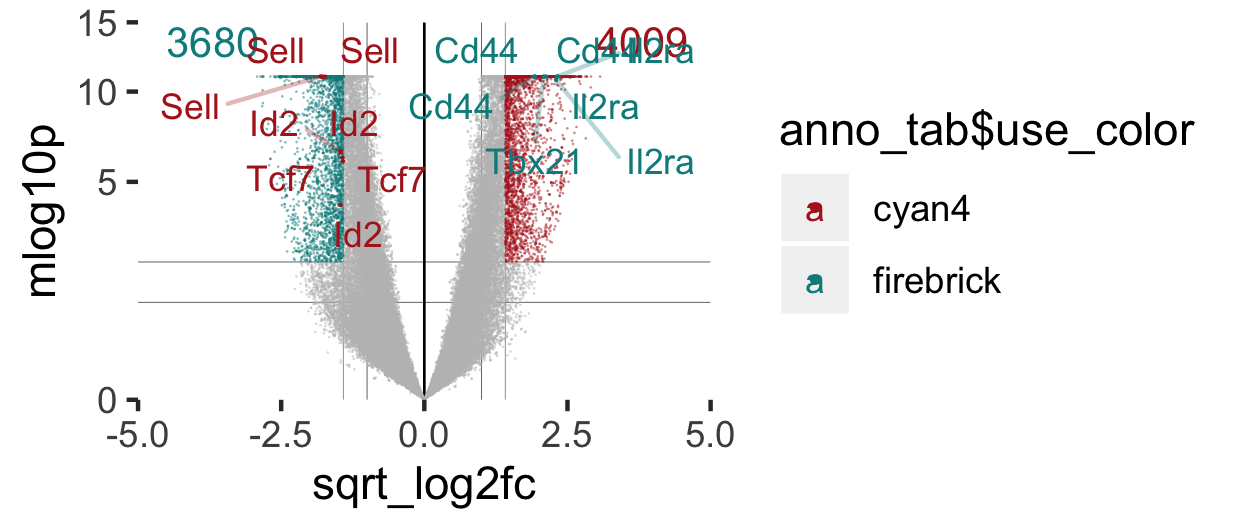 15
3680
Sell
Sell
Cd44
Cd44
4009
Il2ra
10
Sell
Cd44
Il2ra
Id2
Id2
Tcf7
Tcf7
Tbx21
Il2ra
5
Id2
0
-5.0
-2.5
0.0
2.5
5.0
sqrt_log2fc
mlog10p
anno_tab$use_color
a cyan4
a firebrick